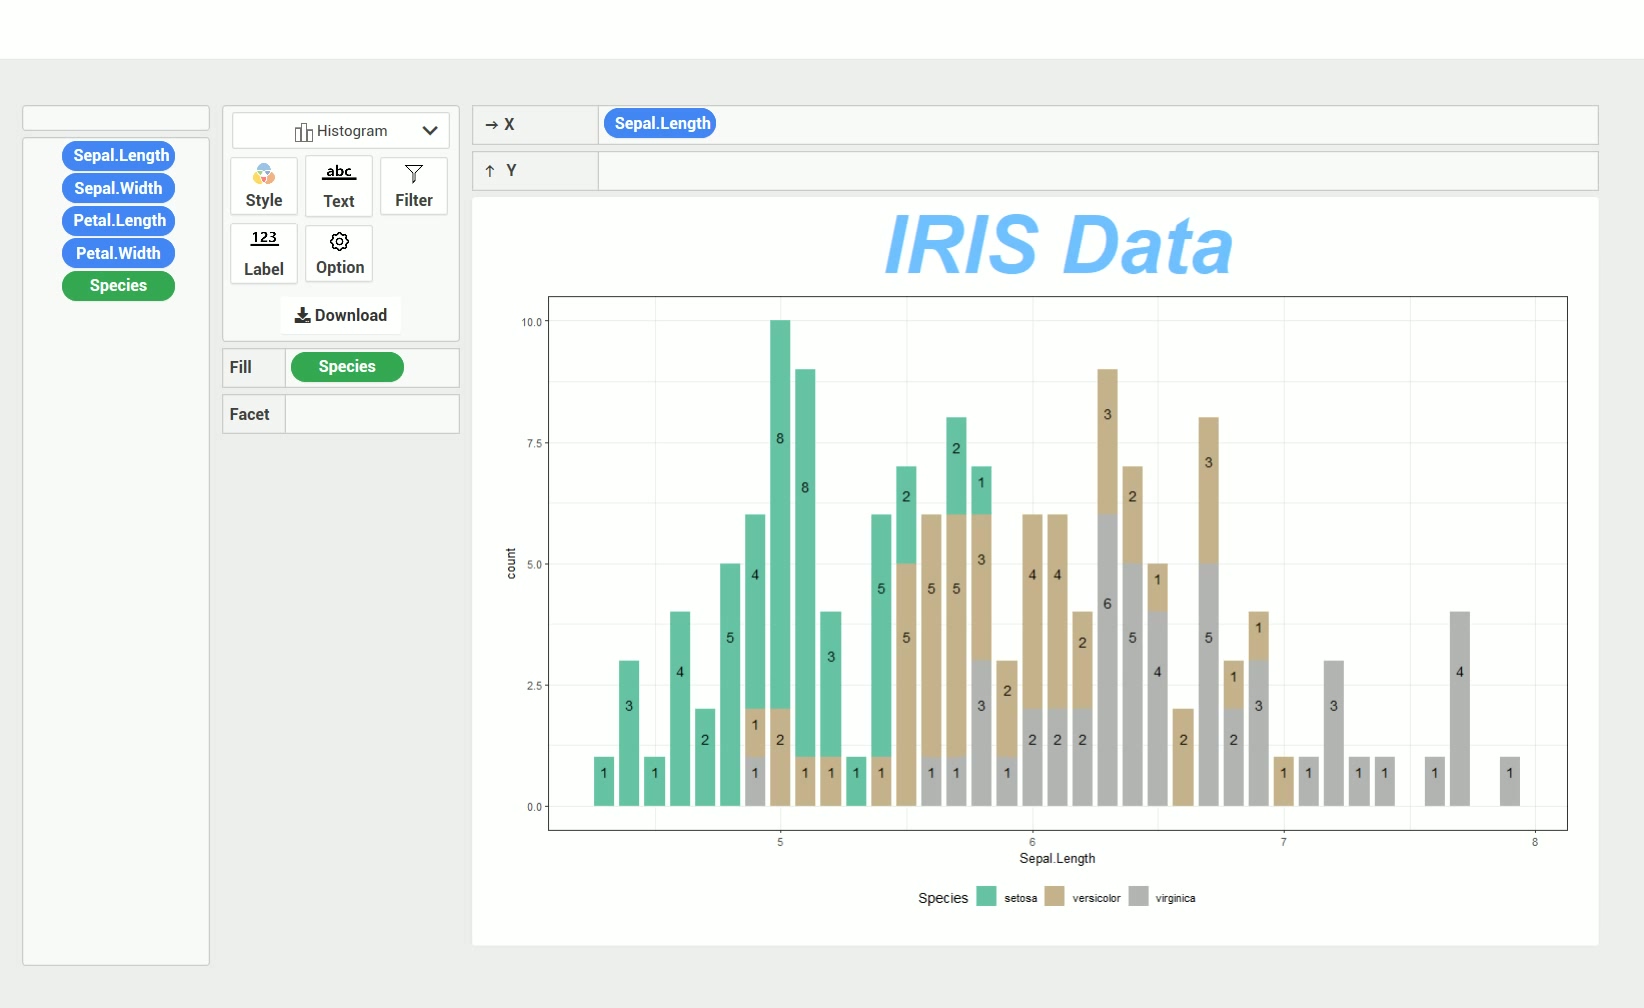 Sepal.Length
Sepal.Width
Petal.Length
Petal.Width
Species
Histogram
Style
abc
Text
Filter
123
Label
Option
Download
Fill Species
Facet
→ X Sepal.Length
↑ Y
IRIS Data
count
10.0
7.5
5.0
2.5
0.0
1 3 1 4 2 5 4 1 1 8 2 8 1 3 1 1 5 1 2 5 5 1 2 5 1 1 3 3 2 1 4 2 4 2 2 2 3 6 2 5 1 4 2 3 5 1 2 1 3 1 1 3 1 1 1 4 1
5 6 7 8
Sepal.Length
Species setosa versicolor virginica